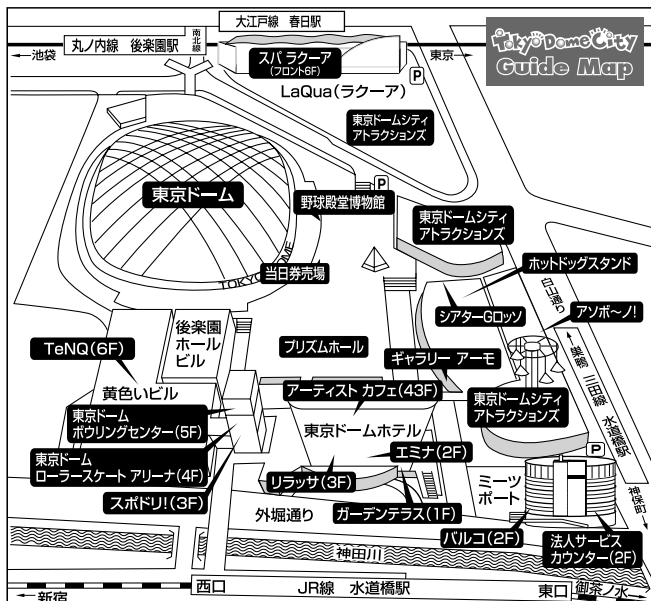 大江戸線 春日駅
南北線
丸ノ内線 後楽園駅
←池袋
東京→
Tokyo Dome City
Guide Map
スパ ラクーア
(フロント6F)
P
LaQua(ラクーア)
東京ドームシティ
アトラクションズ
東京ドーム
P
野球殿堂博物館
東京ドームシティ
アトラクションズ
TOKYO DOME
当日券売場
ホットドッグスタンド
白山通り
シアターGロッソ
アソボ〜ノ!
後楽園
ホール
ビル
プリズムホール
TeNQ(6F)
ギャラリー アーモ
←巣鴨 三田線 水道橋駅
黄色いビル
アーティスト カフェ(43F)
東京ドームシティ
アトラクションズ
東京ドーム
ボウリングセンター(5F)
東京ドームホテル
エミナ(2F)
P
東京ドーム
ローラースケート アリーナ(4F)
リラッサ(3F)
ミーツ
ポート
神保町→
スポドリ!(3F)
外堀通り
ガーデンテラス(1F)
バルコ(2F)
法人サービス
カウンター(2F)
神田川
←新宿
西口
JR線 水道橋駅
東口
御茶ノ水→